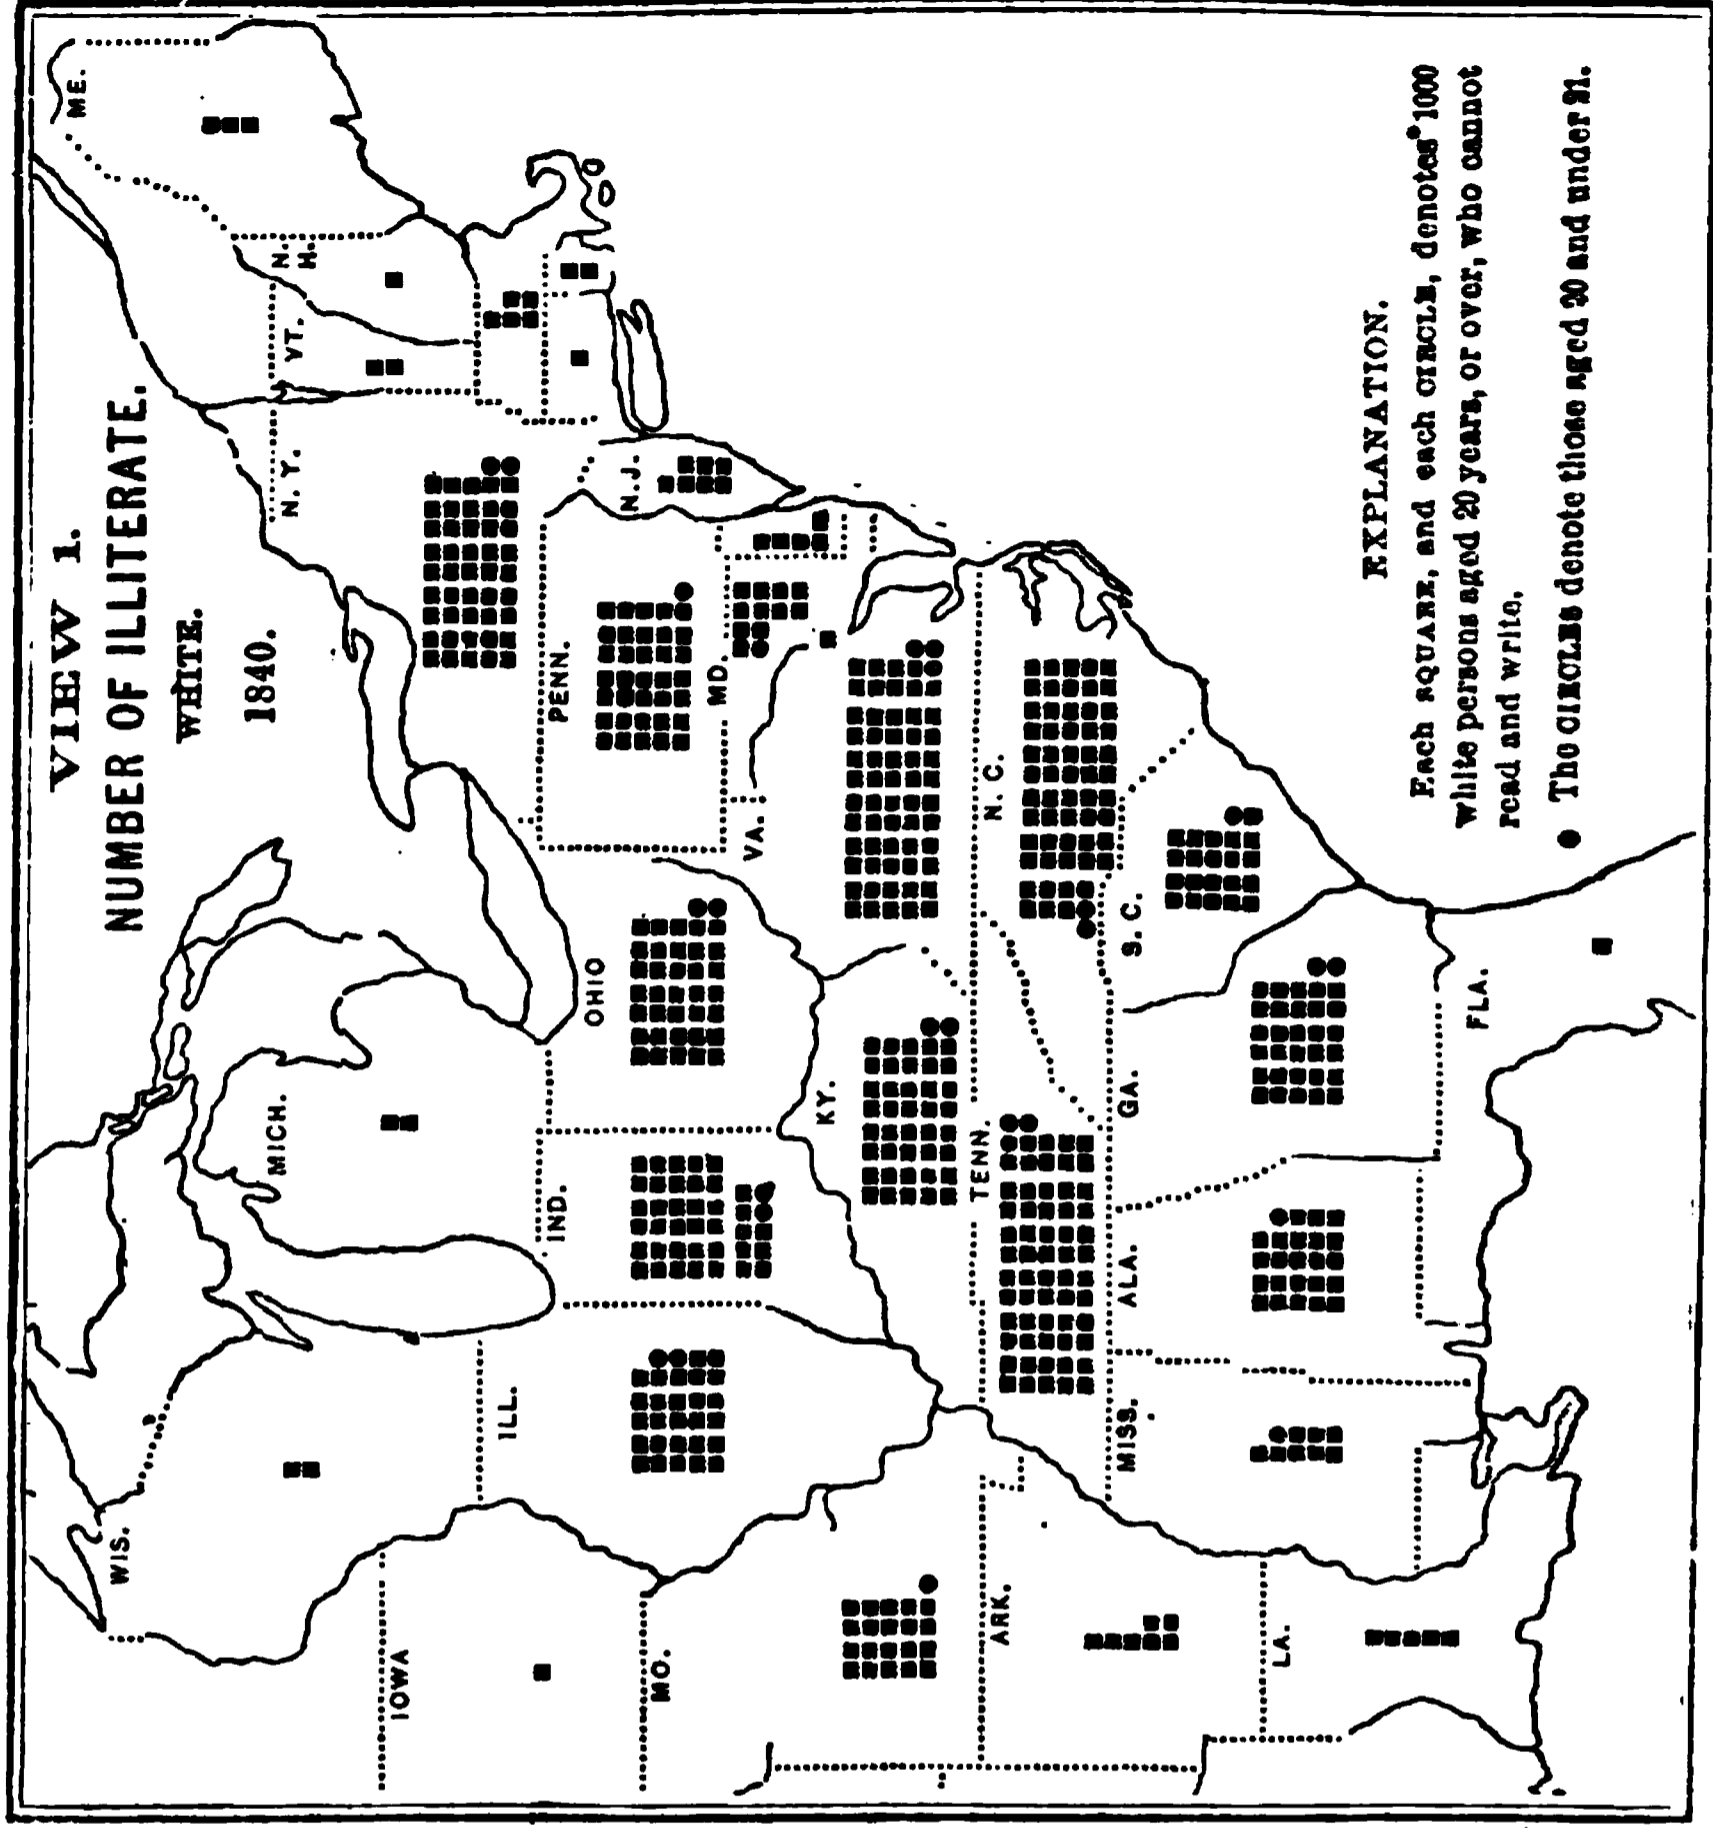 VIEW 1.
NUMBER OF ILLITERATE.
WHITE.
1840.
ME.
N.
H.
VT.
N. Y.
N.J.
PENN.
MD.
VA.
OHIO
MICH.
IND.
ILL.
WIS.
IOWA
MO.
KY.
N. C.
TENN.
S. C.
GA.
ALA.
MISS.
ARK.
LA.
FLA.
EXPLANATION.
Each SQUARE, and each CIRCLE, denotes 1000
white persons aged 20 years, or over, who cannot
read and write.
The CIRCLES denote those aged 20 and under 21.